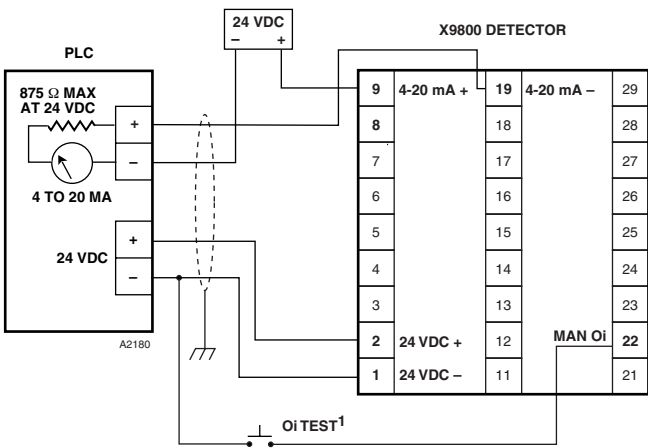 24 VDC
– +
X9800 DETECTOR
PLC
875 Ω MAX
AT 24 VDC
+
–
4 TO 20 MA
24 VDC
+
–
A2180
9 4-20 mA + 19 4-20 mA – 29
8 18 28
7 17 27
6 16 26
5 15 25
4 14 24
3 13 23
2 24 VDC + 12 MAN Oi 22
1 24 VDC – 11 21
Oi TEST1